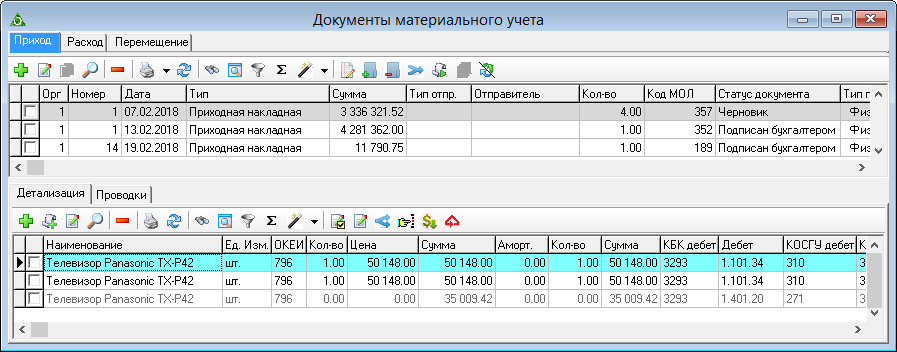 Документы материального учета
Приход Расход Перемещение
Орг Номер Дата Тип Сумма Тип отпр. Отправитель Кол-во Код МОЛ Статус документа Тип г
1 1 07.02.2018 Приходная накладная 3 336 321.52 4.00 357 Черновик Физ
1 1 13.02.2018 Приходная накладная 4 281 362.00 1.00 352 Подписан бухгалтером Физ
1 14 19.02.2018 Приходная накладная 11 790.75 1.00 189 Подписан бухгалтером Физ
Детализация Проводки
Наименование Ед. Изм. ОКЕИ Кол-во Цена Сумма Аморт. Кол-во Сумма КБК дебет Дебет КОСГУ дебет К
Телевизор Panasonic TX-P42 шт. 796 1.00 50 148.00 50 148.00 0.00 1.00 50 148.00 3293 1.101.34 310 3
Телевизор Panasonic TX-P42 шт. 796 1.00 50 148.00 50 148.00 0.00 1.00 50 148.00 3293 1.101.34 310 3
Телевизор Panasonic TX-P42 шт. 796 0.00 0.00 35 009.42 0.00 0.00 35 009.42 3293 1.401.20 271 3